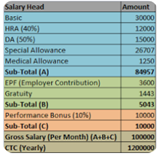 Salary Head Amount
Basic 30000
HRA (40%) 12000
DA (50%) 15000
Special Allowance 26707
Medical Allowance 1250
Sub-Total (A) 84957
EPF (Employer Contribution) 3600
Gratuity 1443
Sub-Total (B) 5043
Performance Bonus (10%) 10000
Sub-Total (C) 10000
Gross Salary (Per Month) (A+B+C) 100000
CTC (Yearly) 1200000